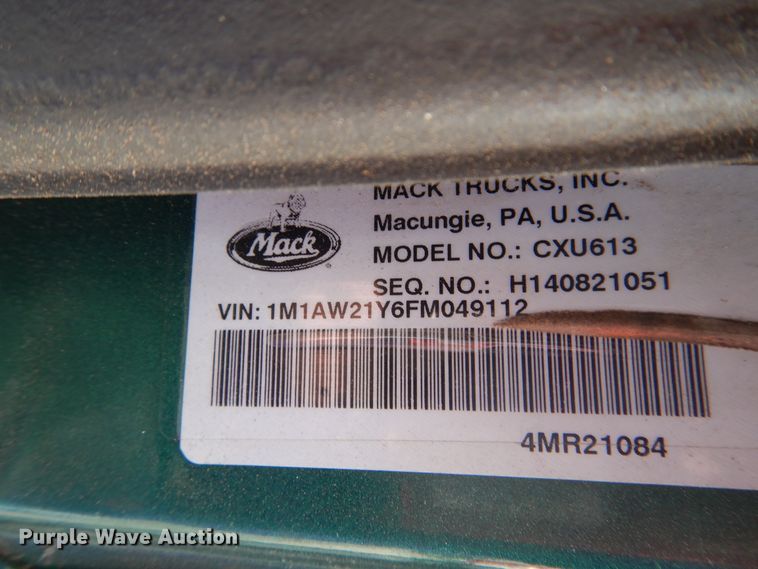 MACK TRUCKS, INC.
Mack
Macungie, PA, U.S.A.
MODEL NO.: CXU613
SEQ. NO.: H140821051
VIN: 1M1AW21Y6FM049112
4MR21084
Purple Wave Auction